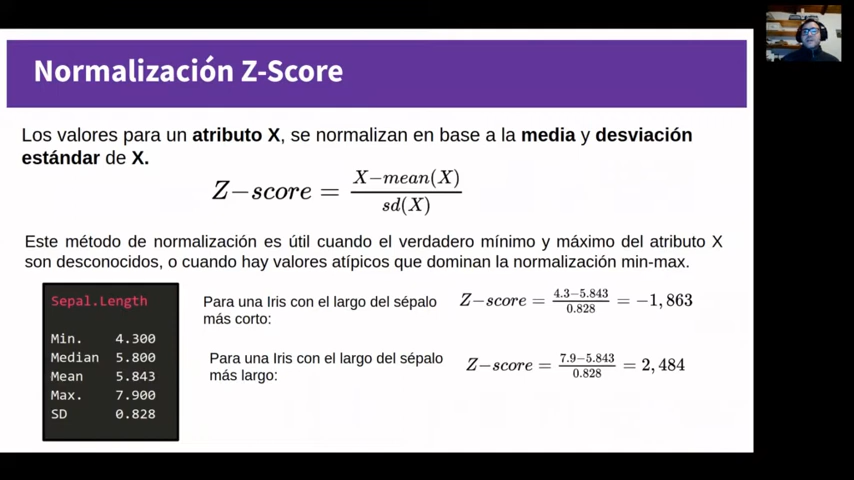 Normalización Z-Score
Los valores para un atributo X, se normalizan en base a la media y desviación
estándar de X.
Z−score = X−mean(X) / sd(X)
Este método de normalización es útil cuando el verdadero mínimo y máximo del atributo X
son desconocidos, o cuando hay valores atípicos que dominan la normalización min-max.
Sepal.Length
Min. 4.300
Median 5.800
Mean 5.843
Max. 7.900
SD 0.828
Para una Iris con el largo del sépalo
más corto:
Z−score = 4.3−5.843 / 0.828 = −1,863
Para una Iris con el largo del sépalo
más largo:
Z−score = 7.9−5.843 / 0.828 = 2,484